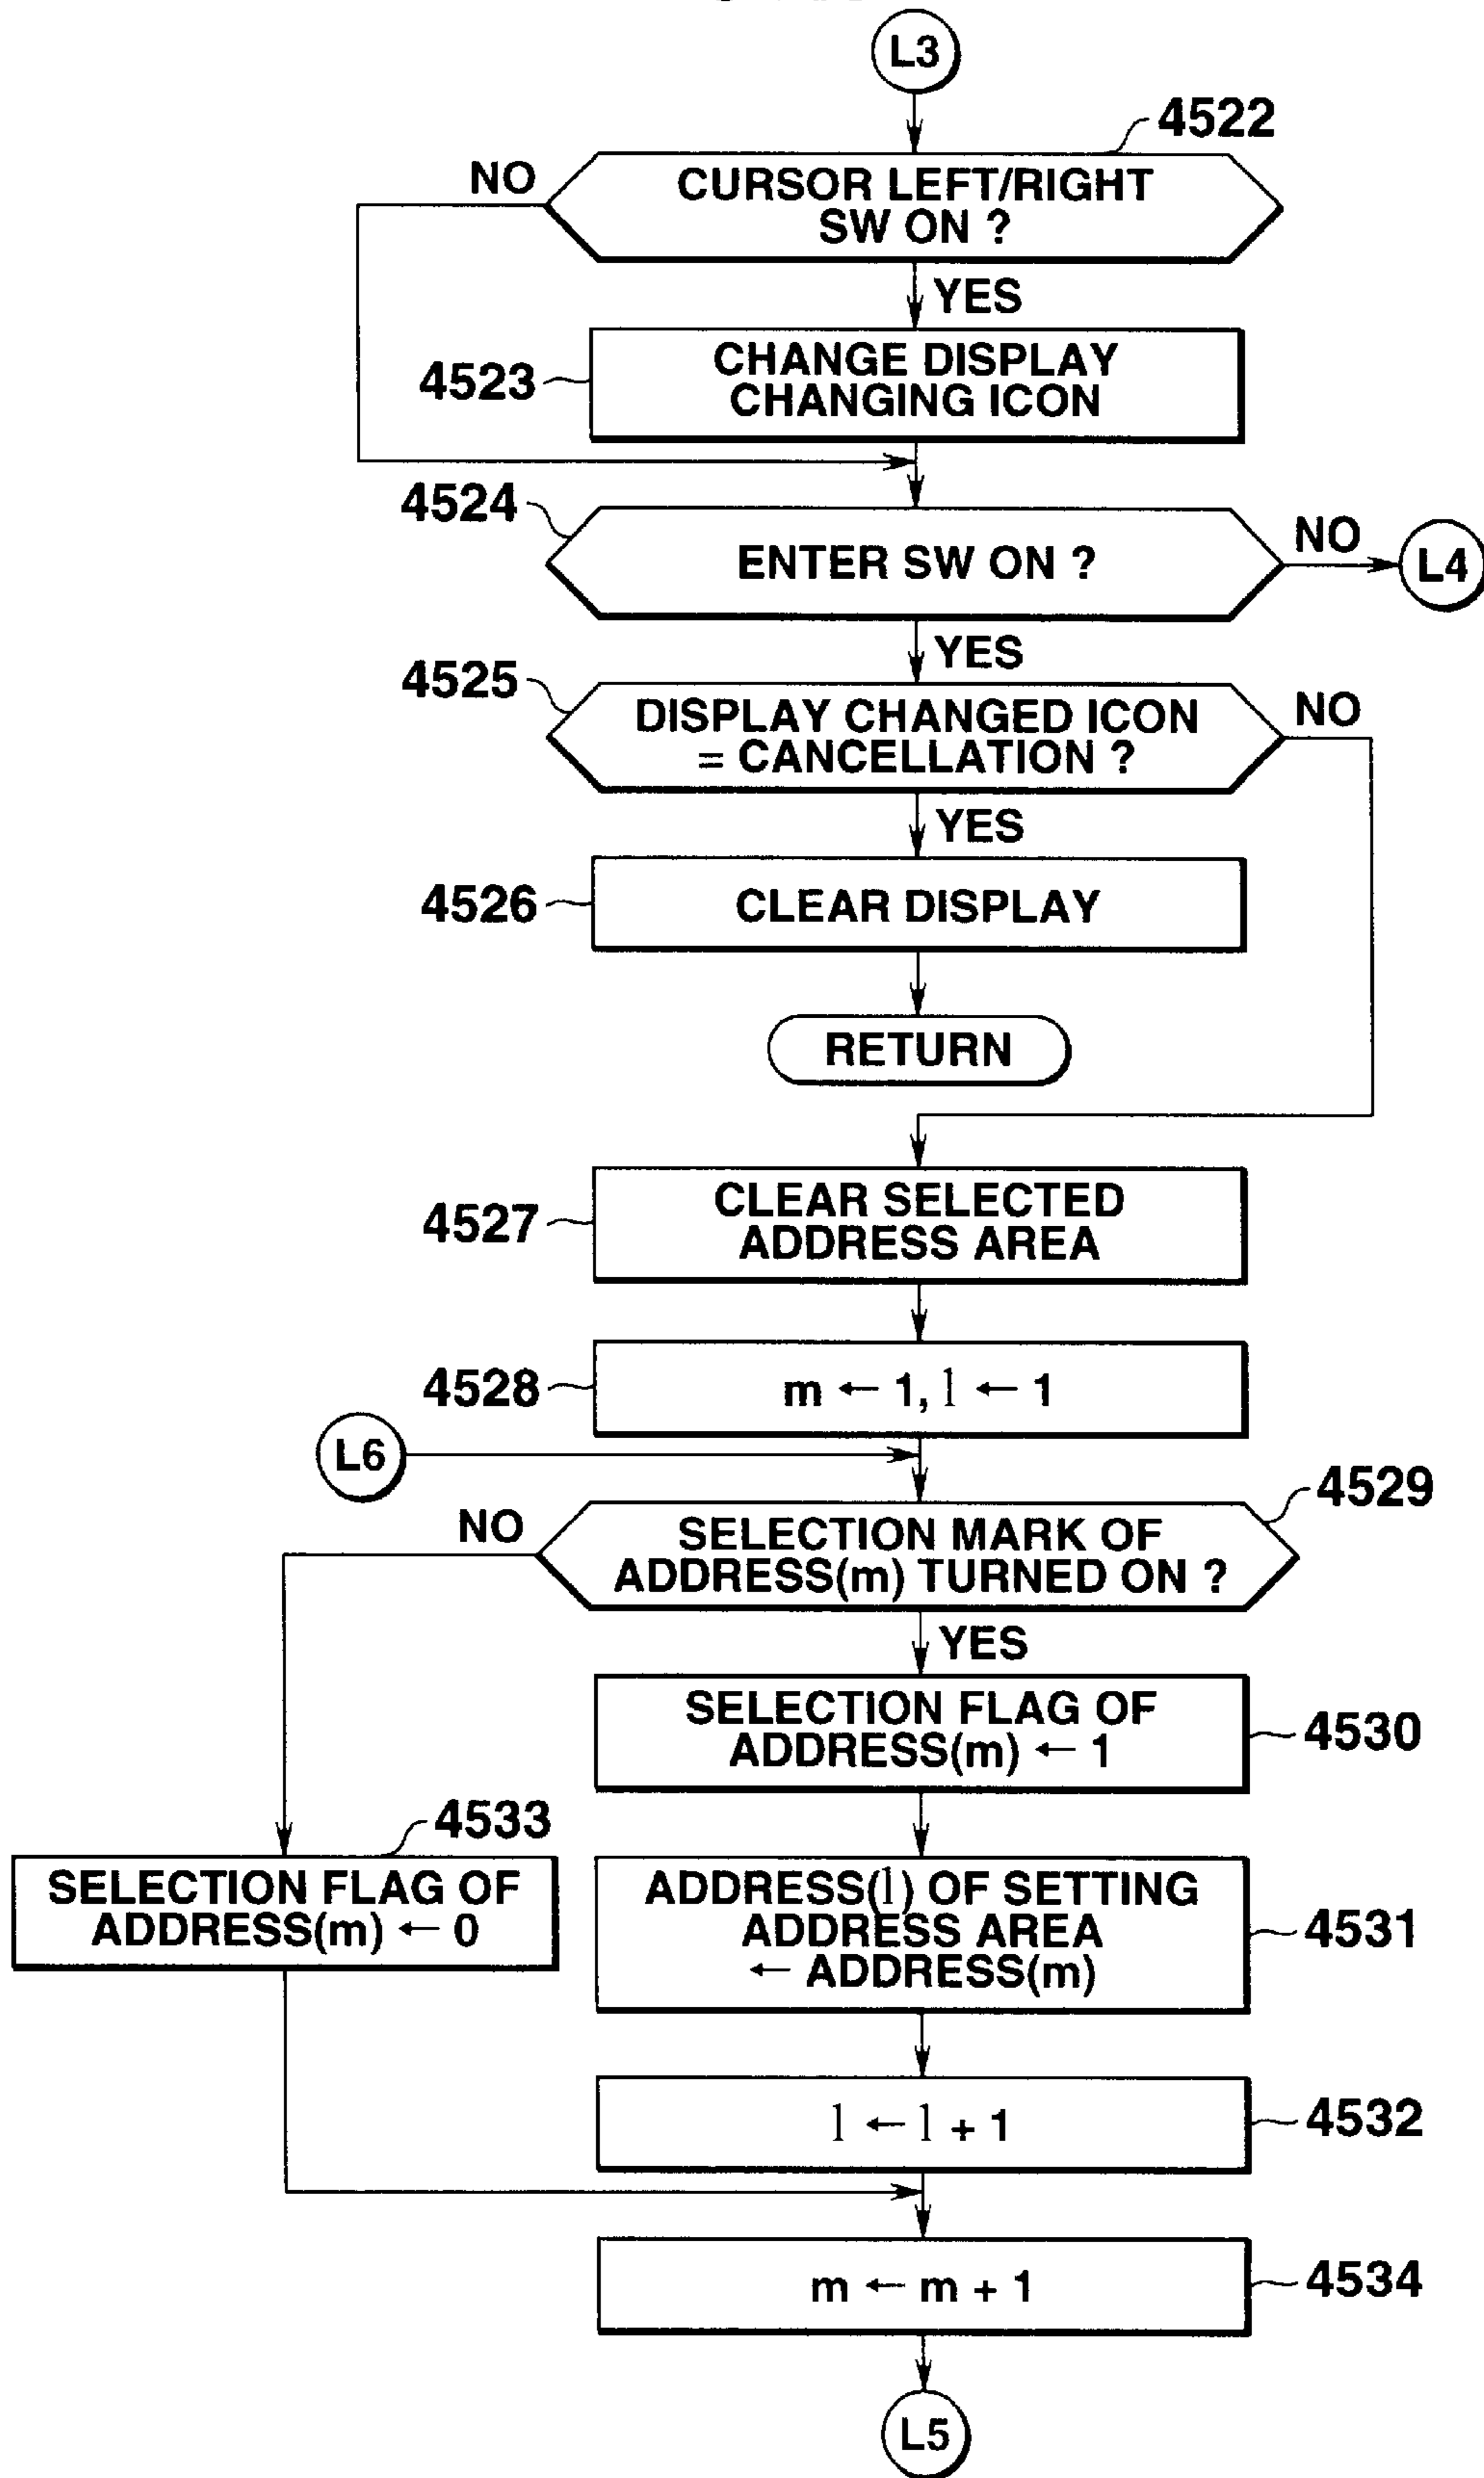 L3
4522
NO
CURSOR LEFT/RIGHT
SW ON ?
YES
4523
CHANGE DISPLAY
CHANGING ICON
4524
ENTER SW ON ?
NO
L4
YES
4525
DISPLAY CHANGED ICON
= CANCELLATION ?
NO
YES
4526
CLEAR DISPLAY
RETURN
4527
CLEAR SELECTED
ADDRESS AREA
4528
m ← 1, l ← 1
L6
4529
NO
SELECTION MARK OF
ADDRESS(m) TURNED ON ?
YES
SELECTION FLAG OF
ADDRESS(m) ← 1
4530
4533
SELECTION FLAG OF
ADDRESS(m) ← 0
ADDRESS(l) OF SETTING
ADDRESS AREA
← ADDRESS(m)
4531
l ← l + 1
4532
m ← m + 1
4534
L5